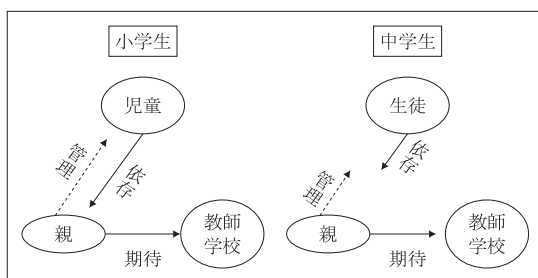 小学生
児童
管理
依存
親
期待
教師
学校
中学生
生徒
管理
依存
親
期待
教師
学校